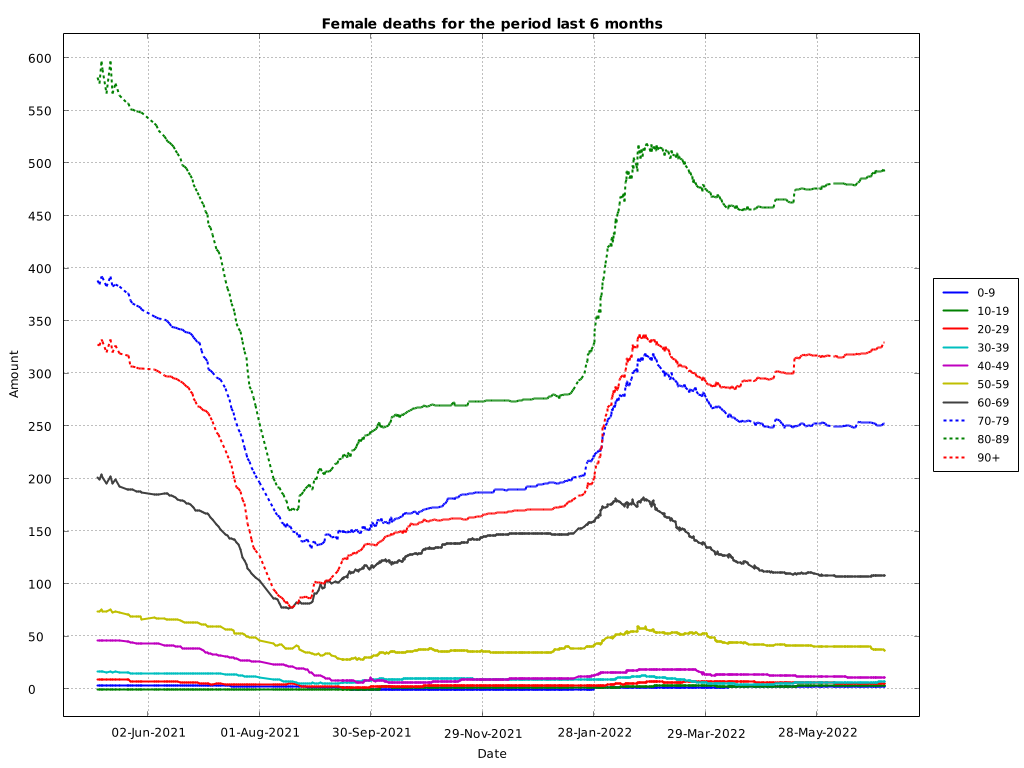 Female deaths for the period last 6 months
600
550
500
450
400
350
300
250
200
150
100
50
0
Amount
02-Jun-2021
01-Aug-2021
30-Sep-2021
29-Nov-2021
28-Jan-2022
29-Mar-2022
28-May-2022
Date
0-9
10-19
20-29
30-39
40-49
50-59
60-69
70-79
80-89
90+